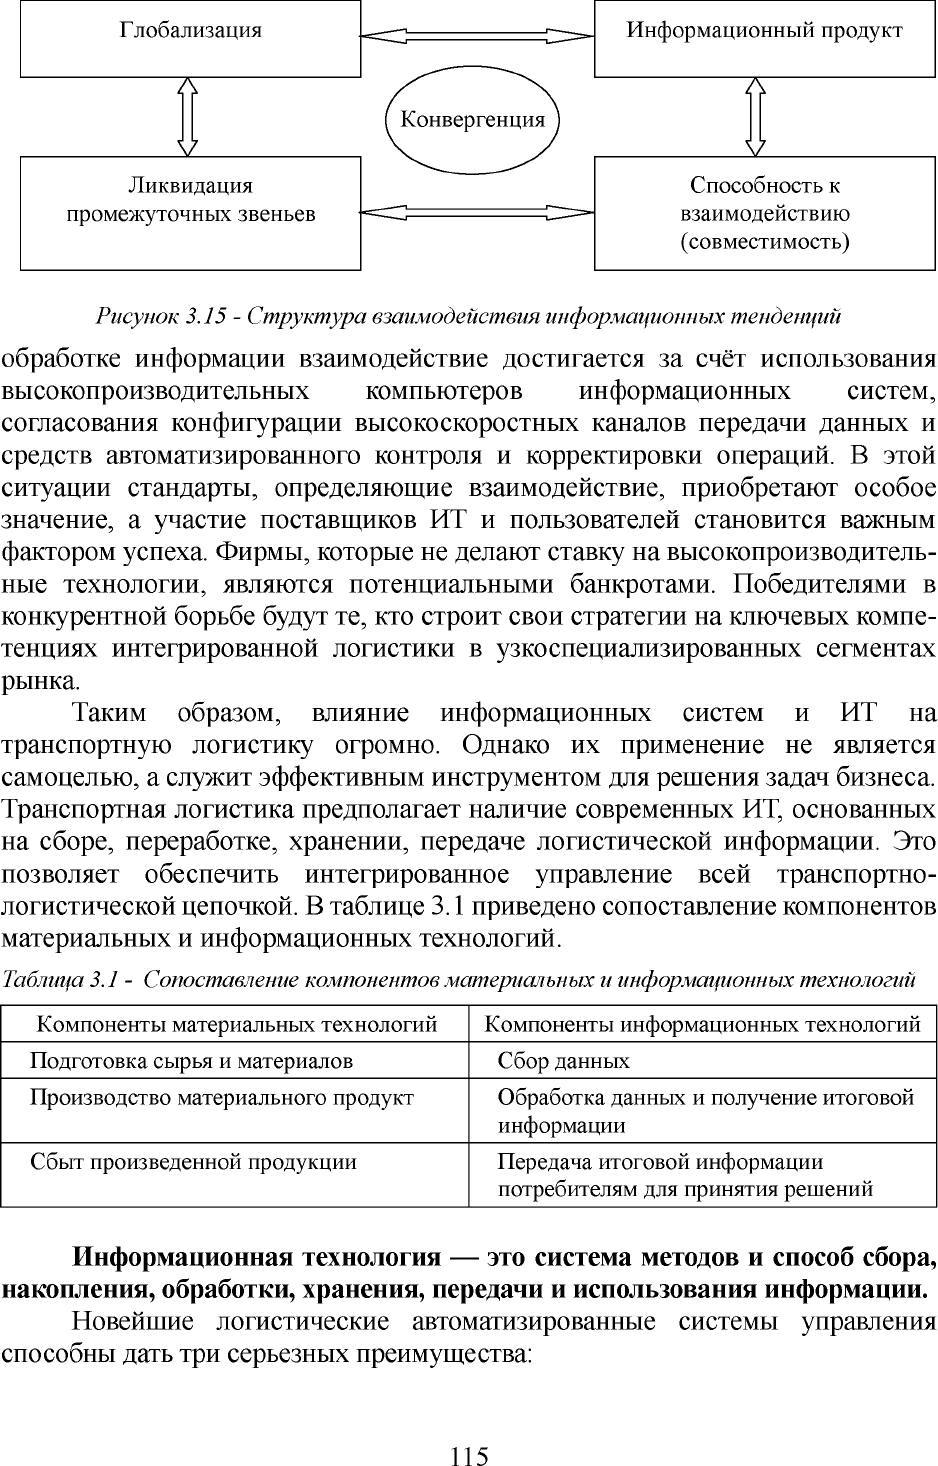 Глобализация
Информационный продукт
Конвергенция
Ликвидация
промежуточных звеньев
Способность к
взаимодействию
(совместимость)
Рисунок 3.15 - Структура взаимодействия информационных тенденций
обработке информации взаимодействие достигается за счёт использования
высокопроизводительных компьютеров информационных систем,
согласования конфигурации высокоскоростных каналов передачи данных и
средств автоматизированного контроля и корректировки операций. В этой
ситуации стандарты, определяющие взаимодействие, приобретают особое
значение, а участие поставщиков ИТ и пользователей становится важным
фактором успеха. Фирмы, которые не делают ставку на высокопроизводитель-
ные технологии, являются потенциальными банкротами. Победителями в
конкурентной борьбе будут те, кто строит свои стратегии на ключевых компе-
тенциях интегрированной логистики в узкоспециализированных сегментах
рынка.
Таким образом, влияние информационных систем и ИТ на
транспортную логистику огромно. Однако их применение не является
самоцелью, а служит эффективным инструментом для решения задач бизнеса.
Транспортная логистика предполагает наличие современных ИТ, основанных
на сборе, переработке, хранении, передаче логистической информации. Это
позволяет обеспечить интегрированное управление всей транспортно-
логистической цепочкой. В таблице 3.1 приведено сопоставление компонентов
материальных и информационных технологий.
Таблица 3.1 - Сопоставление компонентов материальных и информационных технологий
Компоненты материальных технологий
Компоненты информационных технологий
Подготовка сырья и материалов
Сбор данных
Производство материального продукт
Обработка данных и получение итоговой
информации
Сбыт произведенной продукции
Передача итоговой информации
потребителям для принятия решений
Информационная технология — это система методов и способ сбора,
накопления, обработки, хранения, передачи и использования информации.
Новейшие логистические автоматизированные системы управления
способны дать три серьезных преимущества:
115